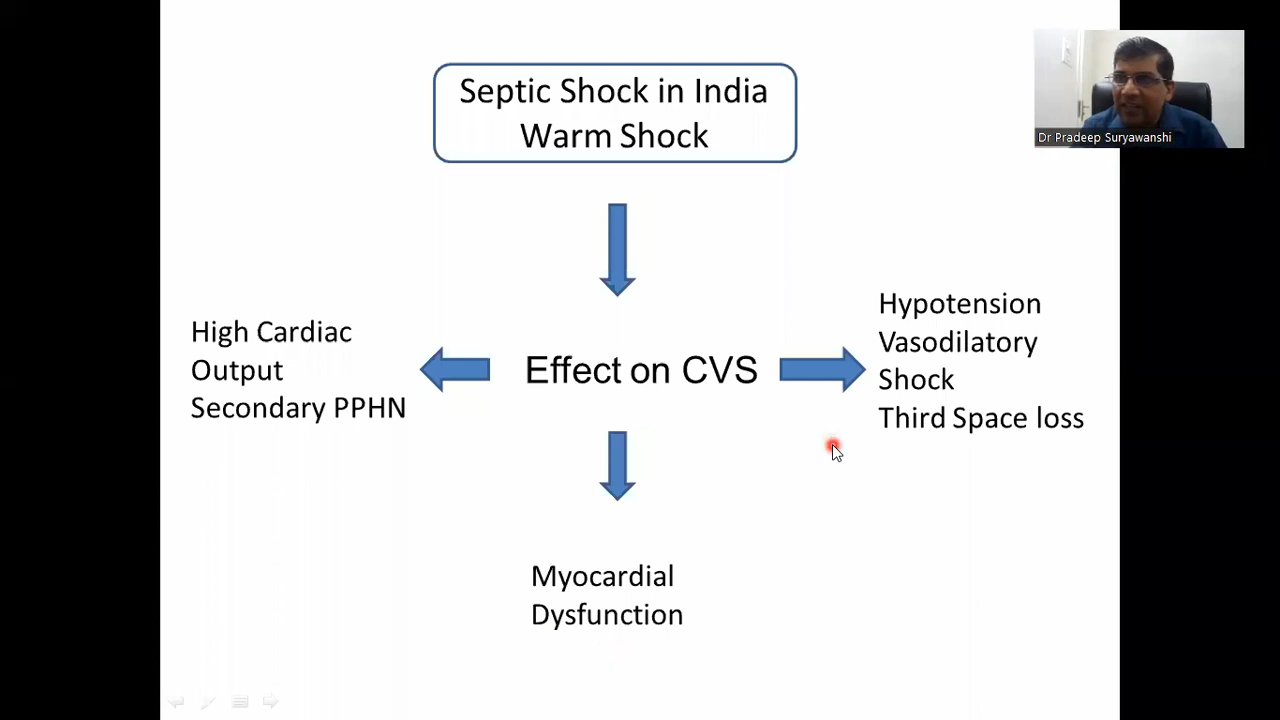 Septic Shock in India
Warm Shock
Dr Pradeep Suryawanshi
High Cardiac
Output
Secondary PPHN
Effect on CVS
Hypotension
Vasodilatory
Shock
Third Space loss
Myocardial
Dysfunction